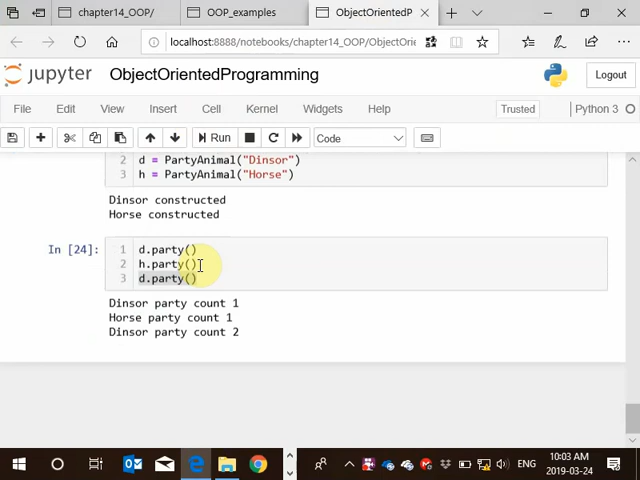 chapter14_OOP/
OOP_examples
ObjectOrientedP
localhost:8888/notebooks/chapter14_OOP/ObjectOrie
jupyter
ObjectOrientedProgramming
Logout
File Edit View Insert Cell Kernel Widgets Help
Trusted
Python 3
Run
Code
2 d = PartyAnimal("Dinsor")
3 h = PartyAnimal("Horse")
Dinsor constructed
Horse constructed
In [24]:
1 d.party()
2 h.party()
3 d.party()
Dinsor party count 1
Horse party count 1
Dinsor party count 2
ENG
10:03 AM
2019-03-24